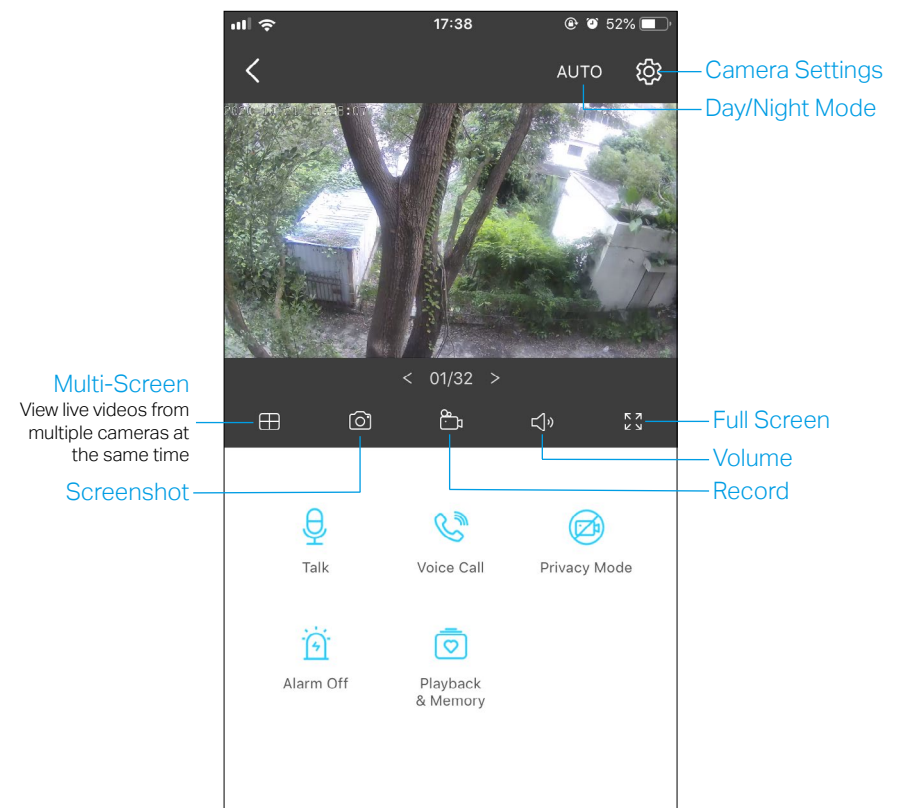 17:38
52%
AUTO
Camera Settings
Day/Night Mode
< 01/32 >
Multi-Screen
View live videos from
multiple cameras at
the same time
Full Screen
Volume
Screenshot
Record
Talk
Voice Call
Privacy Mode
Alarm Off
Playback
& Memory